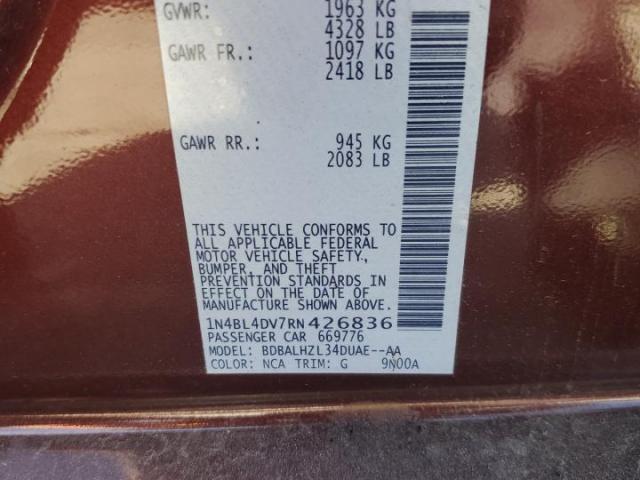 GVWR: 1963 KG
4328 LB
GAWR FR.: 1097 KG
2418 LB
GAWR RR.: 945 KG
2083 LB
THIS VEHICLE CONFORMS TO
ALL APPLICABLE FEDERAL
MOTOR VEHICLE SAFETY,
BUMPER, AND THEFT
PREVENTION STANDARDS IN
EFFECT ON THE DATE OF
MANUFACTURE SHOWN ABOVE.
1N4BL4DV7RN426836
PASSENGER CAR 669776
MODEL: BDBALHZL34DUAE--AA
COLOR: NCA TRIM: G 9N00A